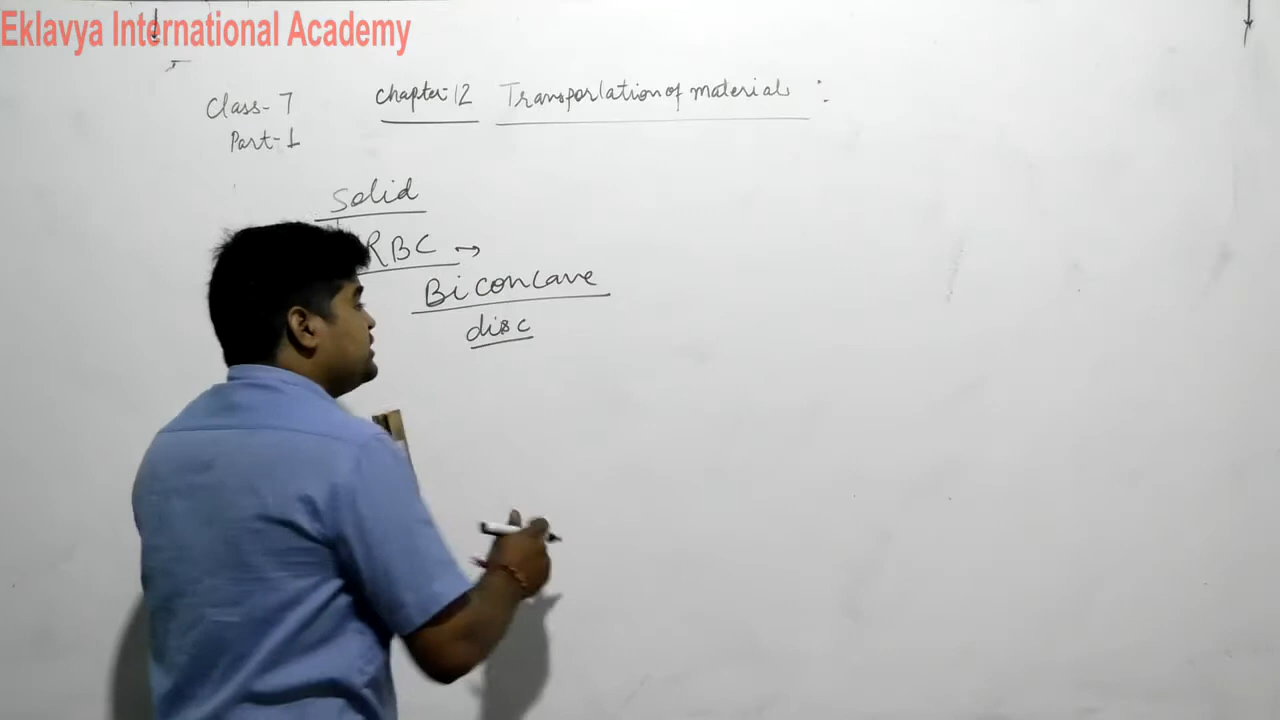 Eklavya International Academy
Class-7 Chapter-12 Transportation of materials :
Part-1
Solid
RBC →
Biconcave
disc